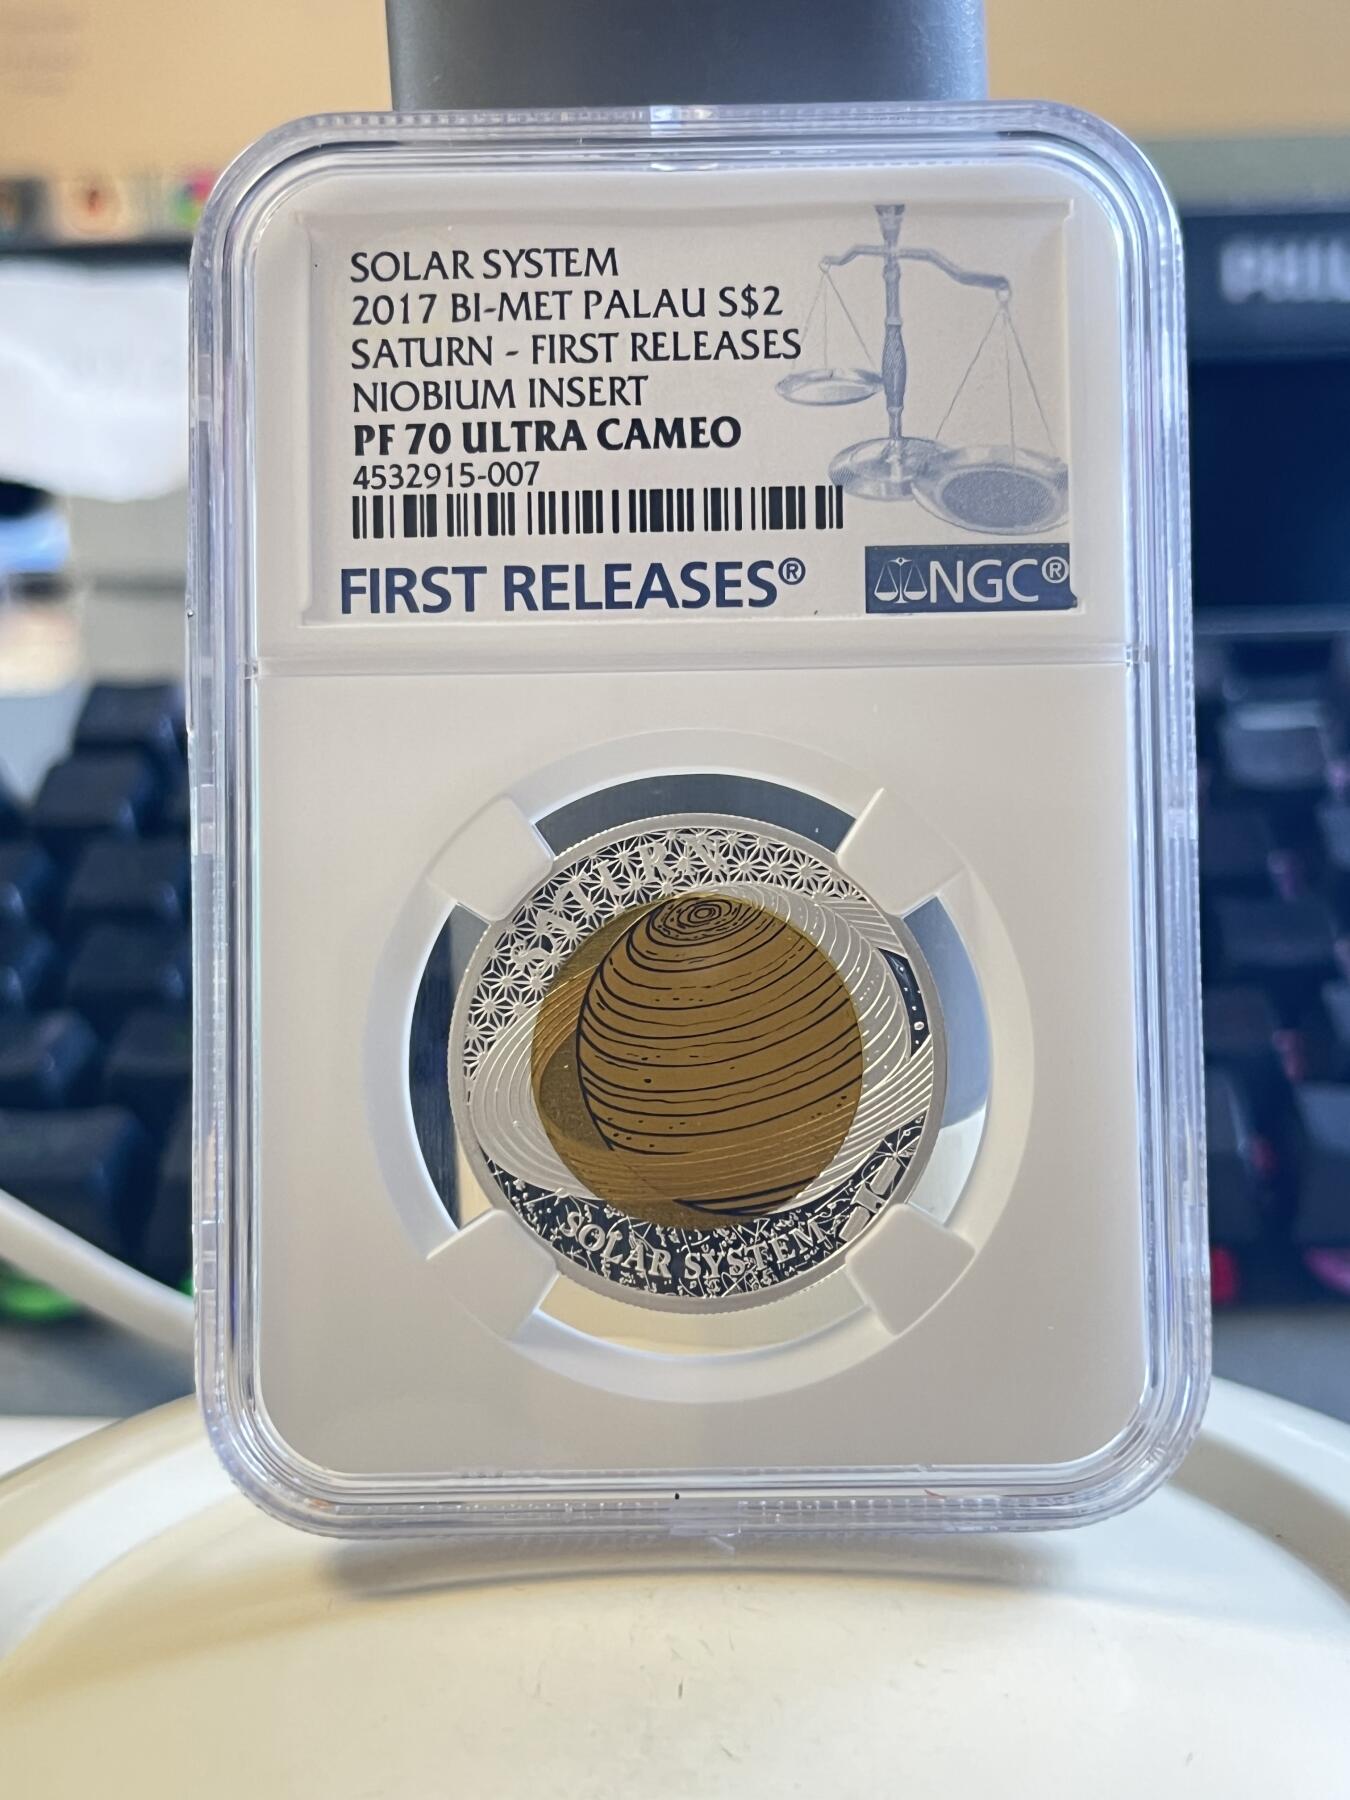 SOLAR SYSTEM
2017 BI-MET PALAU S$2
SATURN - FIRST RELEASES
NIOBIUM INSERT
PF 70 ULTRA CAMEO
4532915-007
FIRST RELEASES®
NGC®
SATURN
SOLAR SYSTEM